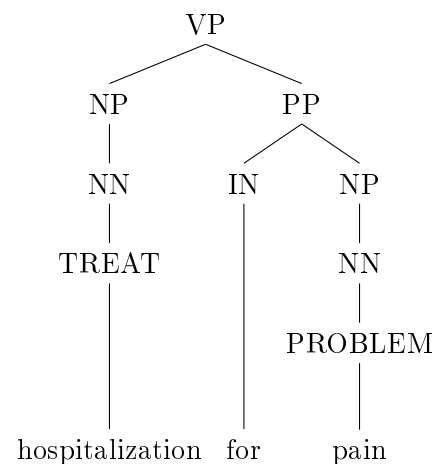 VP
NP PP
NN IN NP
TREAT NN
PROBLEM
hospitalization for pain